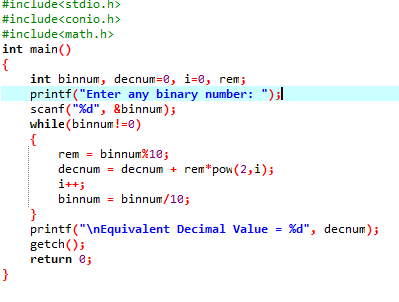 #include<stdio.h>
#include<conio.h>
#include<math.h>
int main()
{
    int binnum, decnum=0, i=0, rem;
    printf("Enter any binary number: ");
    scanf("%d", &binnum);
    while(binnum!=0)
    {
        rem = binnum%10;
        decnum = decnum + rem*pow(2,i);
        i++;
        binnum = binnum/10;
    }
    printf("\nEquivalent Decimal Value = %d", decnum);
    getch();
    return 0;
}